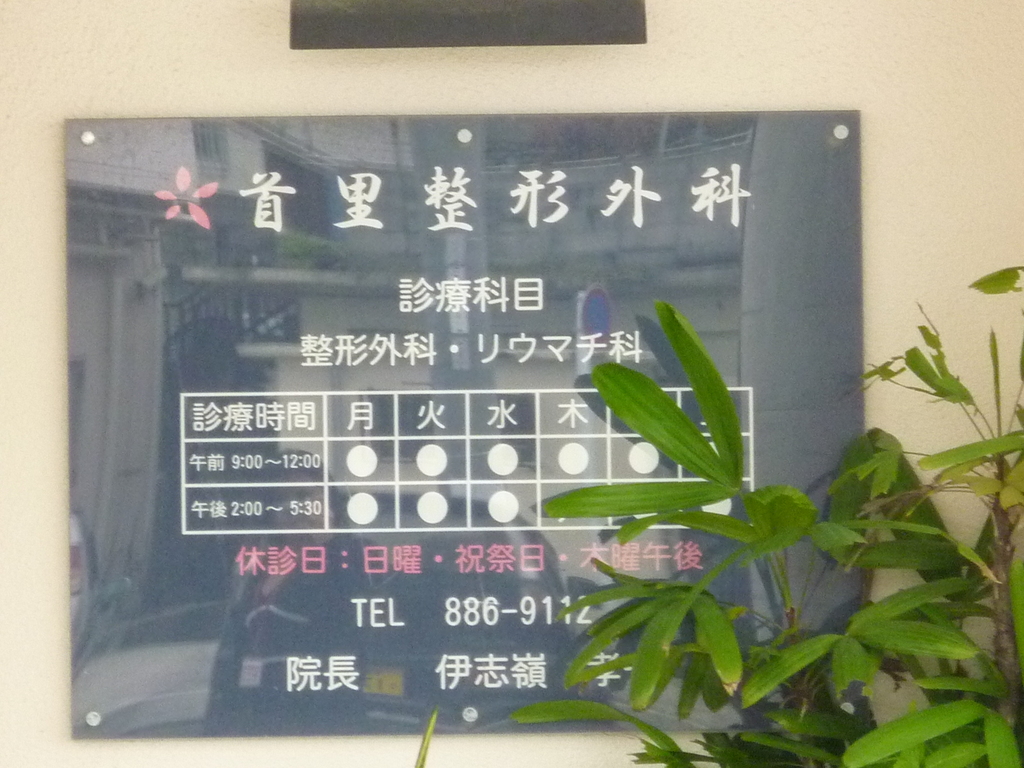 首里整形外科
診療科目
整形外科・リウマチ科
診療時間 月 火 水 木
午前 9:00～12:00 ● ● ● ● ●
午後 2:00～5:30 ● ● ●
休診日：日曜・祝祭日・木曜午後
TEL 886-9112
院長 伊志嶺